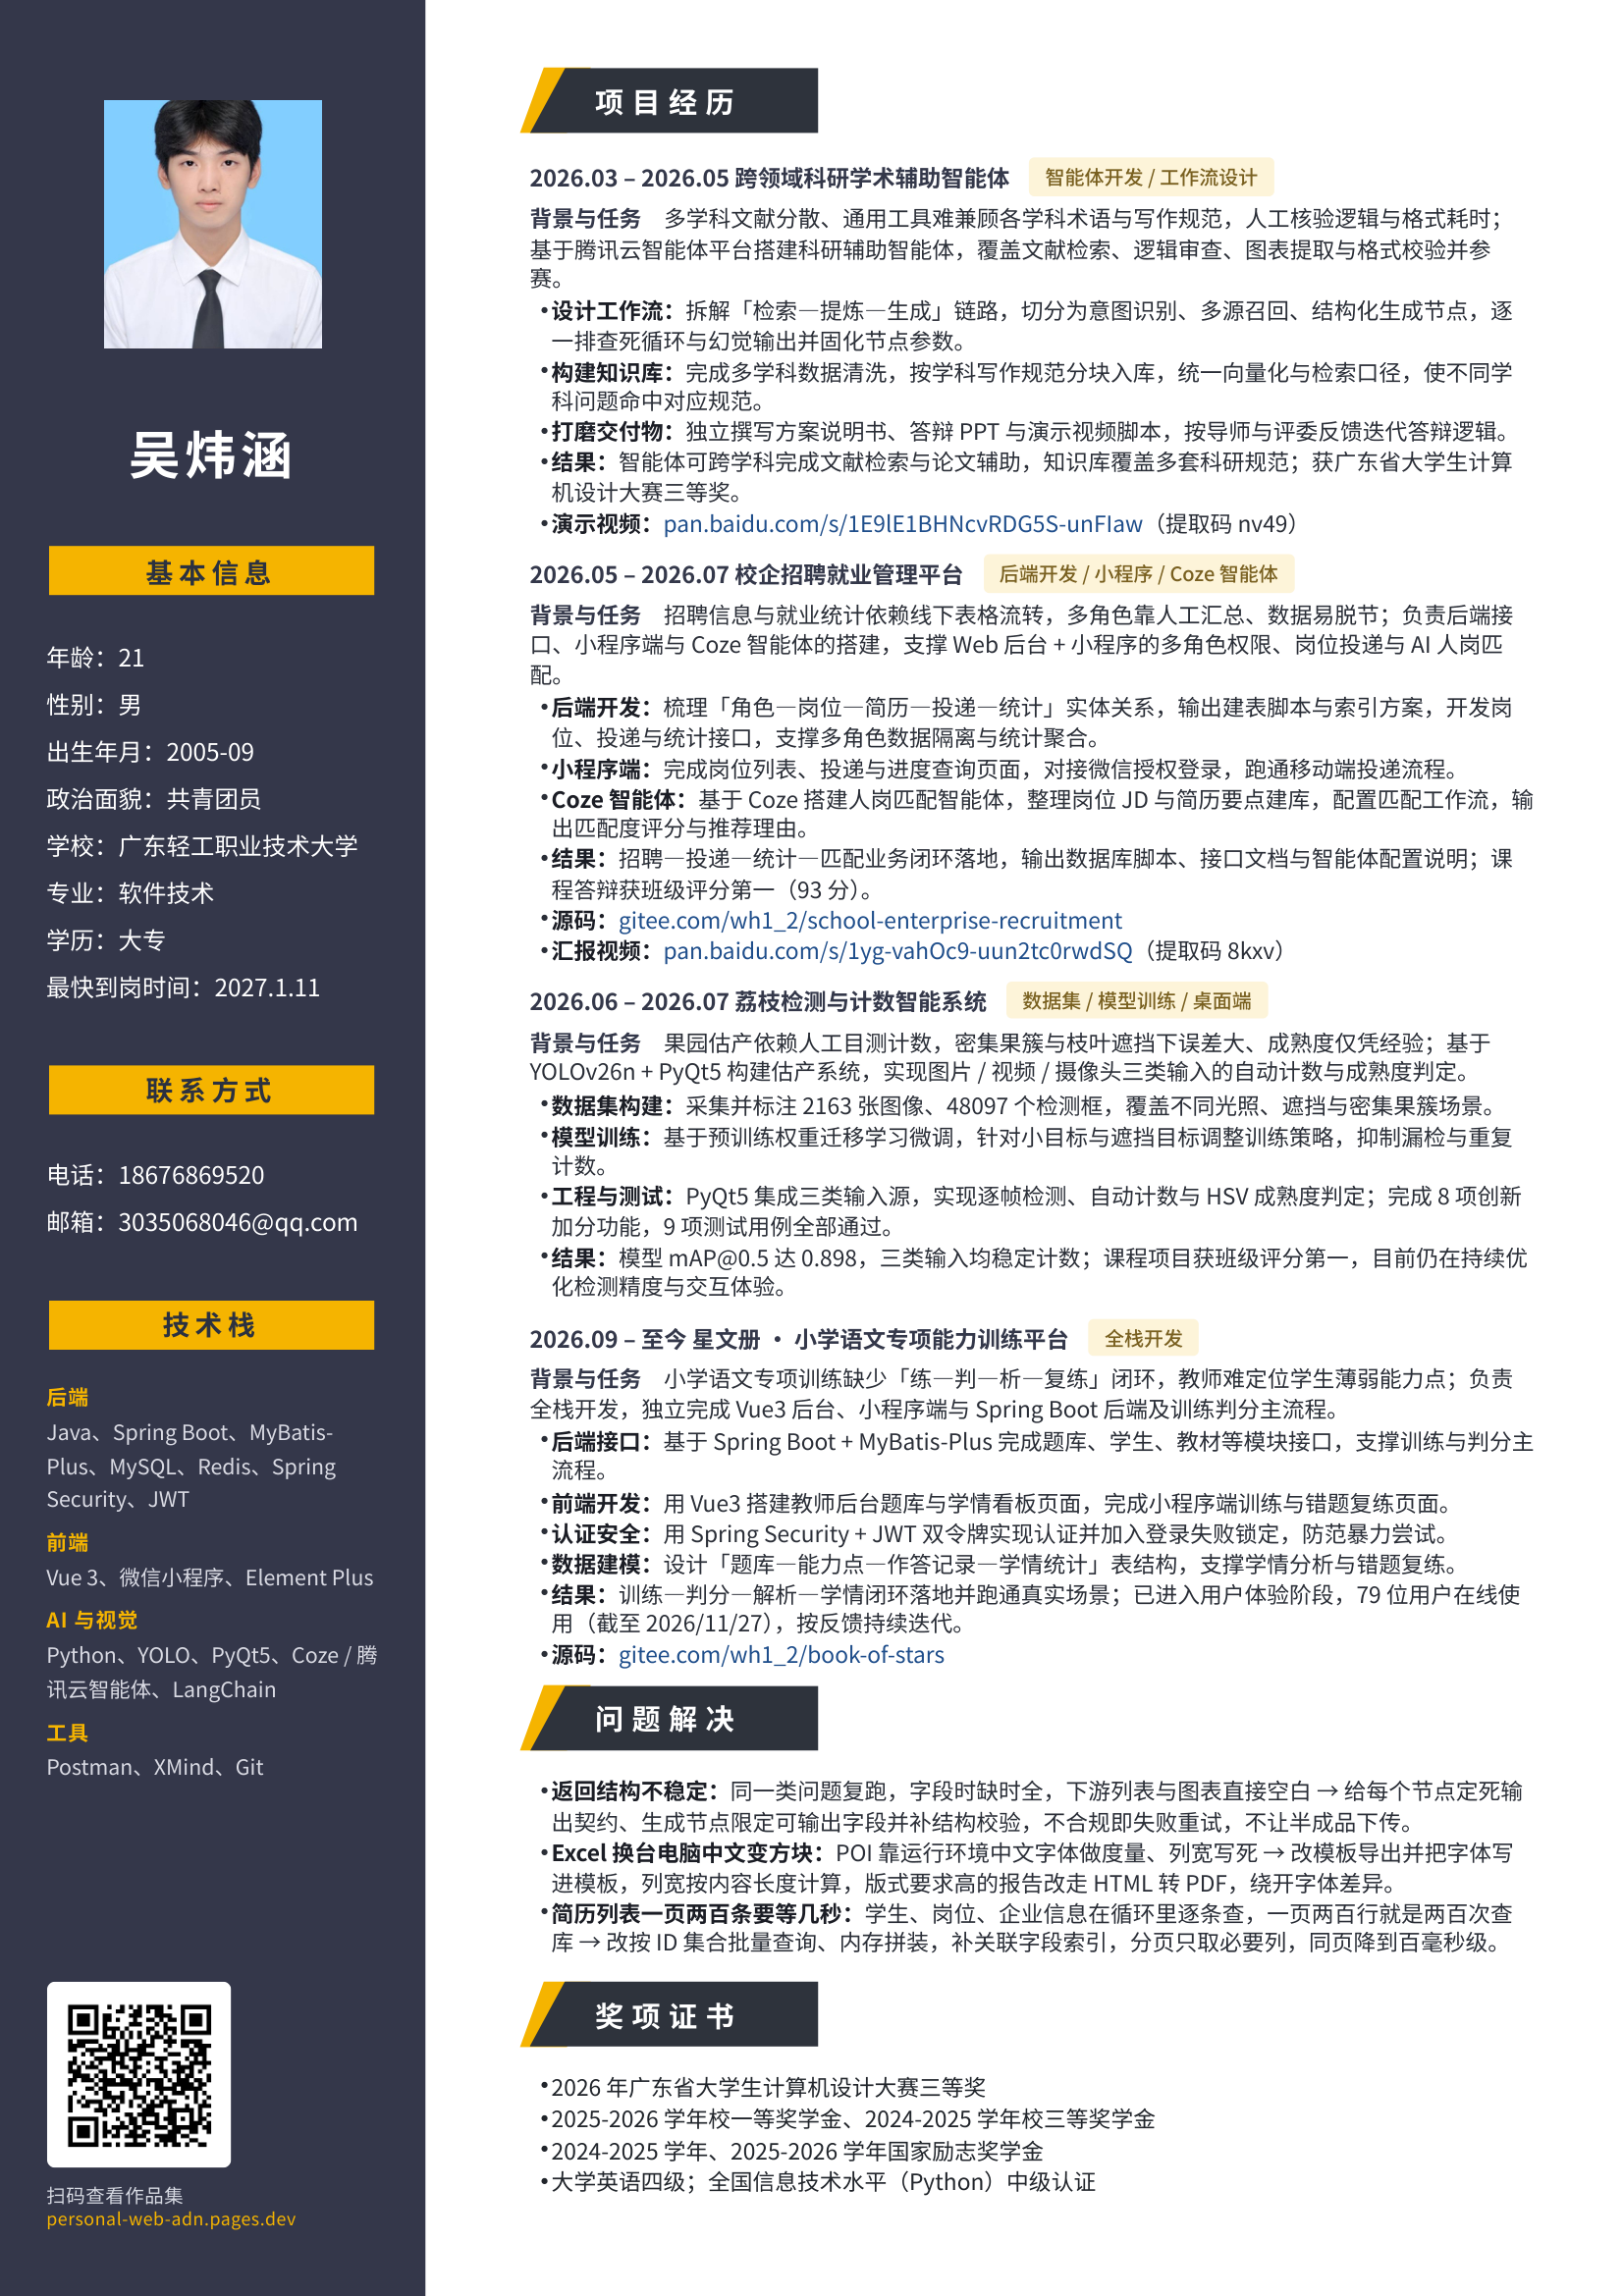 吴炜涵
基本信息
年龄：21
性别：男
出生年月：2005-09
政治面貌：共青团员
学校：广东轻工职业技术大学
专业：软件技术
学历：大专
最快到岗时间：2027.1.11
联系方式
电话：18676869520
邮箱：3035068046@qq.com
技术栈
后端
Java、Spring Boot、MyBatis-
Plus、MySQL、Redis、Spring
Security、JWT
前端
Vue 3、微信小程序、Element Plus
AI 与视觉
Python、YOLO、PyQt5、Coze / 腾
讯云智能体、LangChain
工具
Postman、XMind、Git
扫码查看作品集
personal-web-adn.pages.dev
项目经历
2026.03 – 2026.05 跨领域科研学术辅助智能体 智能体开发 / 工作流设计
背景与任务 多学科文献分散、通用工具难兼顾各学科术语与写作规范，人工核验逻辑与格式耗时；
基于腾讯云智能体平台搭建科研辅助智能体，覆盖文献检索、逻辑审查、图表提取与格式校验并参
赛。
•设计工作流：拆解「检索—提炼—生成」链路，切分为意图识别、多源召回、结构化生成节点，逐
一排查死循环与幻觉输出并固化节点参数。
•构建知识库：完成多学科数据清洗，按学科写作规范分块入库，统一向量化与检索口径，使不同学
科问题命中对应规范。
•打磨交付物：独立撰写方案说明书、答辩 PPT 与演示视频脚本，按导师与评委反馈迭代答辩逻辑。
•结果：智能体可跨学科完成文献检索与论文辅助，知识库覆盖多套科研规范；获广东省大学生计算
机设计大赛三等奖。
•演示视频：pan.baidu.com/s/1E9lE1BHNcvRDG5S-unFIaw（提取码 nv49）
2026.05 – 2026.07 校企招聘就业管理平台 后端开发 / 小程序 / Coze 智能体
背景与任务 招聘信息与就业统计依赖线下表格流转，多角色靠人工汇总、数据易脱节；负责后端接
口、小程序端与 Coze 智能体的搭建，支撑 Web 后台 + 小程序的多角色权限、岗位投递与 AI 人岗匹
配。
•后端开发：梳理「角色—岗位—简历—投递—统计」实体关系，输出建表脚本与索引方案，开发岗
位、投递与统计接口，支撑多角色数据隔离与统计聚合。
•小程序端：完成岗位列表、投递与进度查询页面，对接微信授权登录，跑通移动端投递流程。
•Coze 智能体：基于 Coze 搭建人岗匹配智能体，整理岗位 JD 与简历要点建库，配置匹配工作流，输
出匹配度评分与推荐理由。
•结果：招聘—投递—统计—匹配业务闭环落地，输出数据库脚本、接口文档与智能体配置说明；课
程答辩获班级评分第一（93 分）。
•源码：gitee.com/wh1_2/school-enterprise-recruitment
•汇报视频：pan.baidu.com/s/1yg-vahOc9-uun2tc0rwdSQ（提取码 8kxv）
2026.06 – 2026.07 荔枝检测与计数智能系统 数据集 / 模型训练 / 桌面端
背景与任务 果园估产依赖人工目测计数，密集果簇与枝叶遮挡下误差大、成熟度仅凭经验；基于
YOLOv26n + PyQt5 构建估产系统，实现图片 / 视频 / 摄像头三类输入的自动计数与成熟度判定。
•数据集构建：采集并标注 2163 张图像、48097 个检测框，覆盖不同光照、遮挡与密集果簇场景。
•模型训练：基于预训练权重迁移学习微调，针对小目标与遮挡目标调整训练策略，抑制漏检与重复
计数。
•工程与测试：PyQt5 集成三类输入源，实现逐帧检测、自动计数与 HSV 成熟度判定；完成 8 项创新
加分功能，9 项测试用例全部通过。
•结果：模型 mAP@0.5 达 0.898，三类输入均稳定计数；课程项目获班级评分第一，目前仍在持续优
化检测精度与交互体验。
2026.09 – 至今 星文册 · 小学语文专项能力训练平台 全栈开发
背景与任务 小学语文专项训练缺少「练—判—析—复练」闭环，教师难定位学生薄弱能力点；负责
全栈开发，独立完成 Vue3 后台、小程序端与 Spring Boot 后端及训练判分主流程。
•后端接口：基于 Spring Boot + MyBatis-Plus 完成题库、学生、教材等模块接口，支撑训练与判分主
流程。
•前端开发：用 Vue3 搭建教师后台题库与学情看板页面，完成小程序端训练与错题复练页面。
•认证安全：用 Spring Security + JWT 双令牌实现认证并加入登录失败锁定，防范暴力尝试。
•数据建模：设计「题库—能力点—作答记录—学情统计」表结构，支撑学情分析与错题复练。
•结果：训练—判分—解析—学情闭环落地并跑通真实场景；已进入用户体验阶段，79 位用户在线使
用（截至 2026/11/27），按反馈持续迭代。
•源码：gitee.com/wh1_2/book-of-stars
问题解决
•返回结构不稳定：同一类问题复跑，字段时缺时全，下游列表与图表直接空白 → 给每个节点定死输
出契约、生成节点限定可输出字段并补结构校验，不合规即失败重试，不让半成品下传。
•Excel 换台电脑中文变方块：POI 靠运行环境中文字体做度量、列宽写死 → 改模板导出并把字体写
进模板，列宽按内容长度计算，版式要求高的报告改走 HTML 转 PDF，绕开字体差异。
•简历列表一页两百条要等几秒：学生、岗位、企业信息在循环里逐条查，一页两百行就是两百次查
库 → 改按 ID 集合批量查询、内存拼装，补关联字段索引，分页只取必要列，同页降到百毫秒级。
奖项证书
•2026 年广东省大学生计算机设计大赛三等奖
•2025-2026 学年校一等奖学金、2024-2025 学年校三等奖学金
•2024-2025 学年、2025-2026 学年国家励志奖学金
•大学英语四级；全国信息技术水平（Python）中级认证